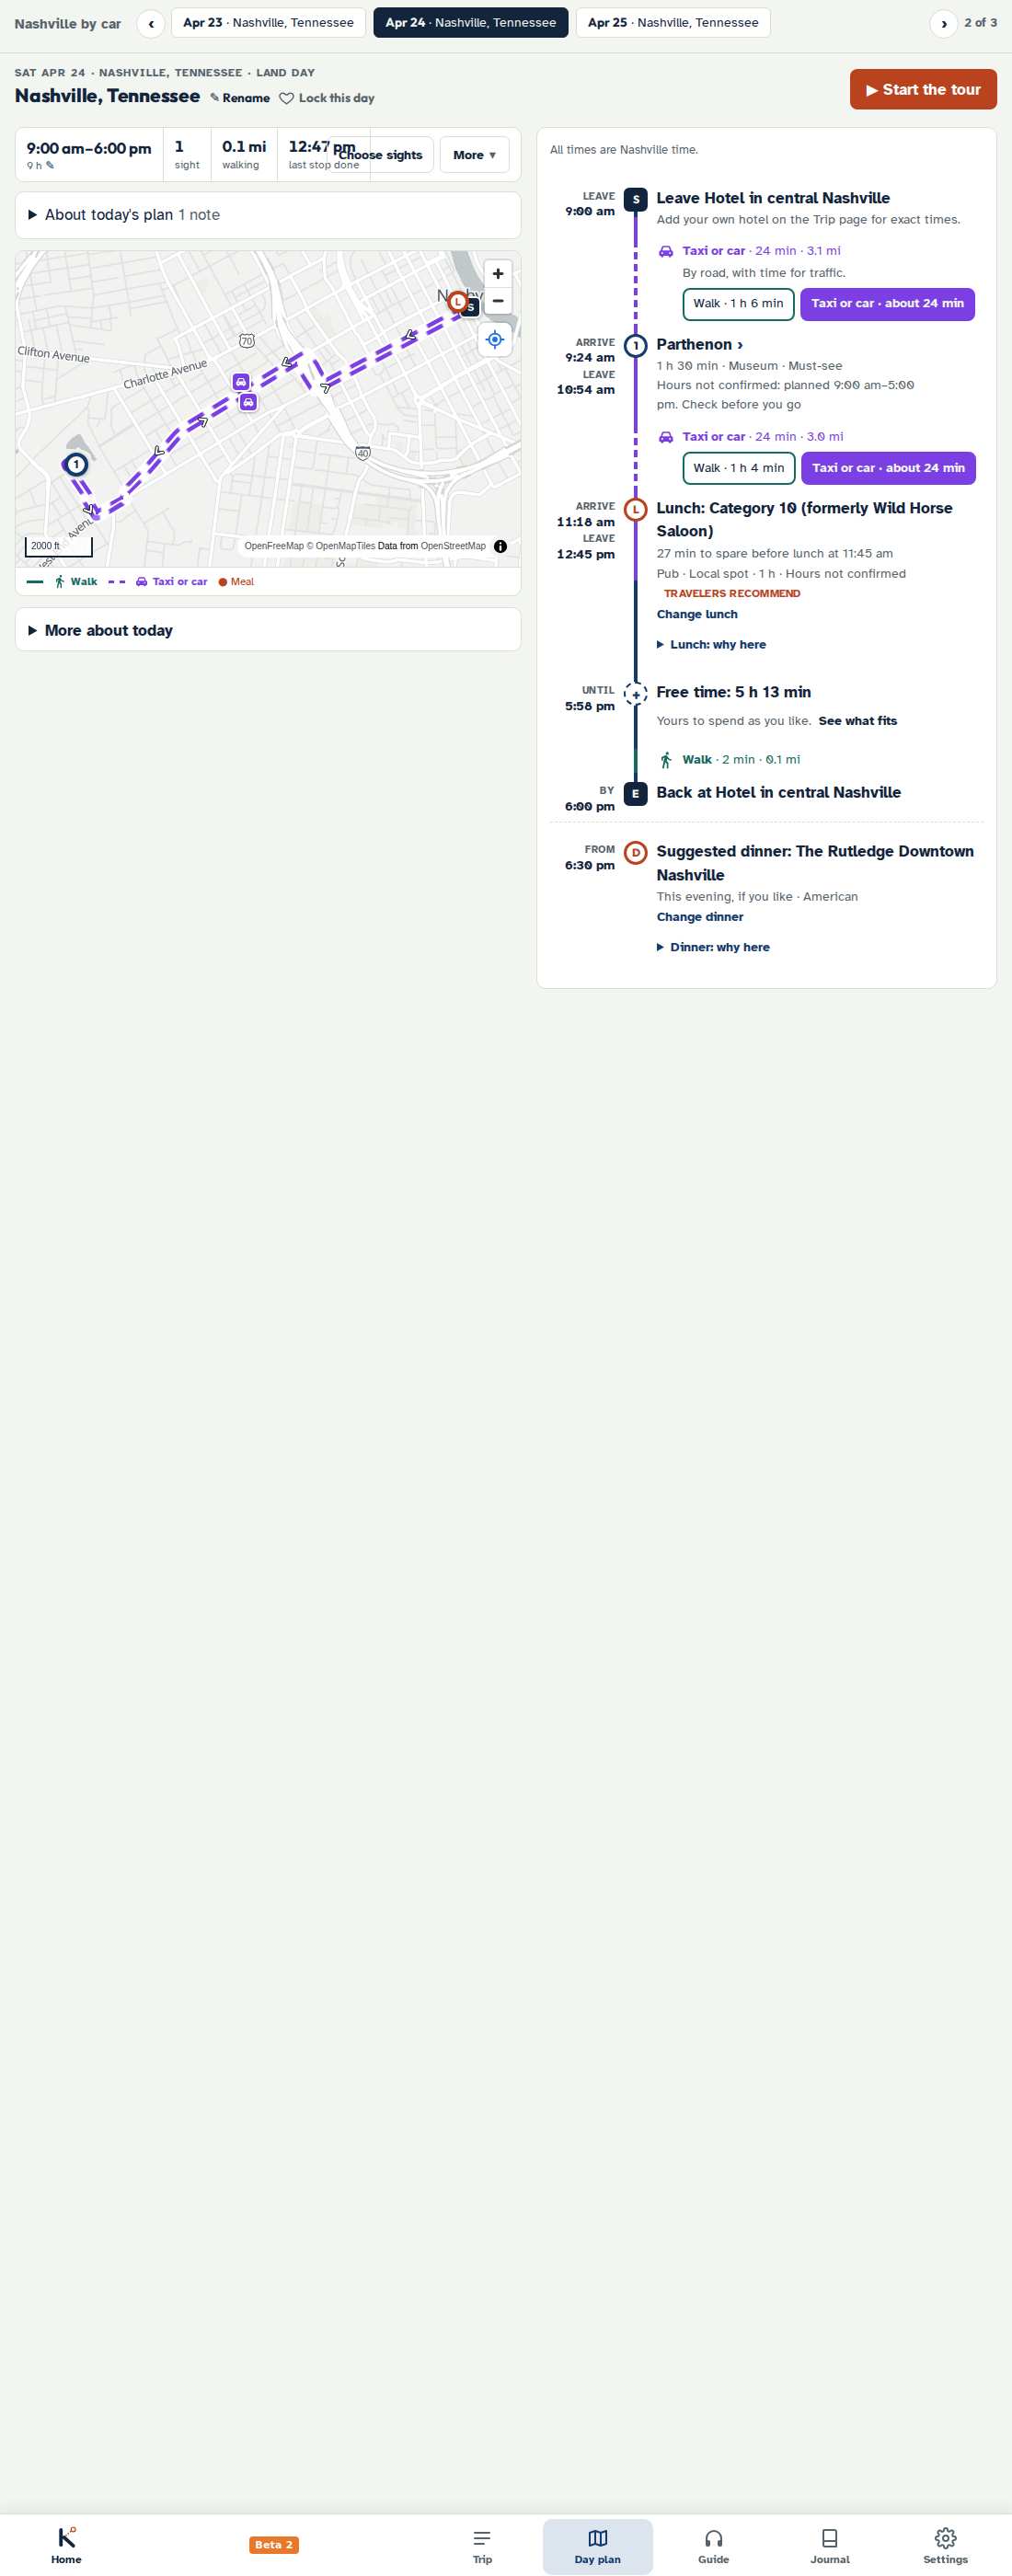 Nashville by car
‹
Apr 23 · Nashville, Tennessee
Apr 24 · Nashville, Tennessee
Apr 25 · Nashville, Tennessee
›
2 of 3
SAT APR 24 · NASHVILLE, TENNESSEE · LAND DAY
Nashville, Tennessee
✎ Rename
Lock this day
▶ Start the tour
9:00 am–6:00 pm
9 h ✎
1
sight
0.1 mi
walking
12:47 pm
last stop done
Choose sights
More ▾
▶ About today's plan 1 note
Clifton Avenue
Charlotte Avenue
70
40
L
S
1
+
−
2000 ft
OpenFreeMap © OpenMapTiles Data from OpenStreetMap
Walk
Taxi or car
Meal
▶ More about today
All times are Nashville time.
LEAVE
9:00 am
S
Leave Hotel in central Nashville
Add your own hotel on the Trip page for exact times.
Taxi or car · 24 min · 3.1 mi
By road, with time for traffic.
Walk · 1 h 6 min
Taxi or car · about 24 min
ARRIVE
9:24 am
LEAVE
10:54 am
1
Parthenon ›
1 h 30 min · Museum · Must-see
Hours not confirmed: planned 9:00 am–5:00
pm. Check before you go
Taxi or car · 24 min · 3.0 mi
Walk · 1 h 4 min
Taxi or car · about 24 min
ARRIVE
11:18 am
LEAVE
12:45 pm
L
Lunch: Category 10 (formerly Wild Horse
Saloon)
27 min to spare before lunch at 11:45 am
Pub · Local spot · 1 h · Hours not confirmed
TRAVELERS RECOMMEND
Change lunch
▶ Lunch: why here
UNTIL
5:58 pm
+
Free time: 5 h 13 min
Yours to spend as you like. See what fits
Walk · 2 min · 0.1 mi
BY
6:00 pm
E
Back at Hotel in central Nashville
FROM
6:30 pm
D
Suggested dinner: The Rutledge Downtown
Nashville
This evening, if you like · American
Change dinner
▶ Dinner: why here
Home
Beta 2
Trip
Day plan
Guide
Journal
Settings